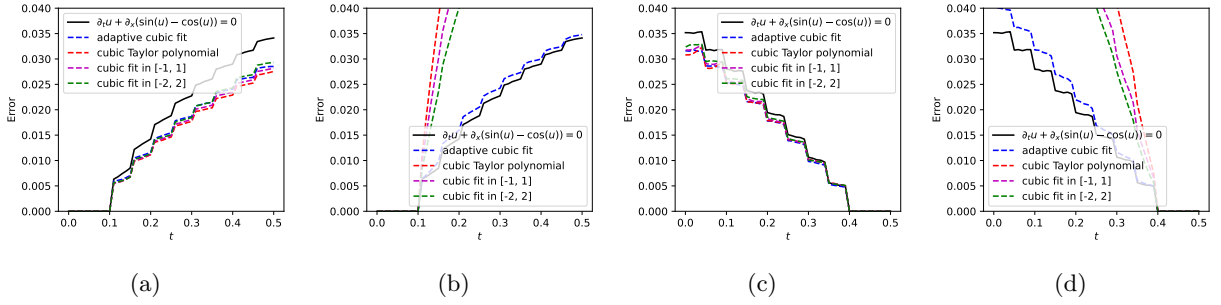 0.040
0.035
0.030
0.025
0.020
0.015
0.010
0.005
0.000
Error
0.0 0.1 0.2 0.3 0.4 0.5
t
∂ₜu + ∂ₓ(sin(u) − cos(u)) = 0
adaptive cubic fit
cubic Taylor polynomial
cubic fit in [-1, 1]
cubic fit in [-2, 2]
(a)
0.040
0.035
0.030
0.025
0.020
0.015
0.010
0.005
0.000
Error
0.0 0.1 0.2 0.3 0.4 0.5
t
∂ₜu + ∂ₓ(sin(u) − cos(u)) = 0
adaptive cubic fit
cubic Taylor polynomial
cubic fit in [-1, 1]
cubic fit in [-2, 2]
(b)
0.040
0.035
0.030
0.025
0.020
0.015
0.010
0.005
0.000
Error
0.0 0.1 0.2 0.3 0.4 0.5
t
∂ₜu + ∂ₓ(sin(u) − cos(u)) = 0
adaptive cubic fit
cubic Taylor polynomial
cubic fit in [-1, 1]
cubic fit in [-2, 2]
(c)
0.040
0.035
0.030
0.025
0.020
0.015
0.010
0.005
0.000
Error
0.0 0.1 0.2 0.3 0.4 0.5
t
∂ₜu + ∂ₓ(sin(u) − cos(u)) = 0
adaptive cubic fit
cubic Taylor polynomial
cubic fit in [-1, 1]
cubic fit in [-2, 2]
(d)